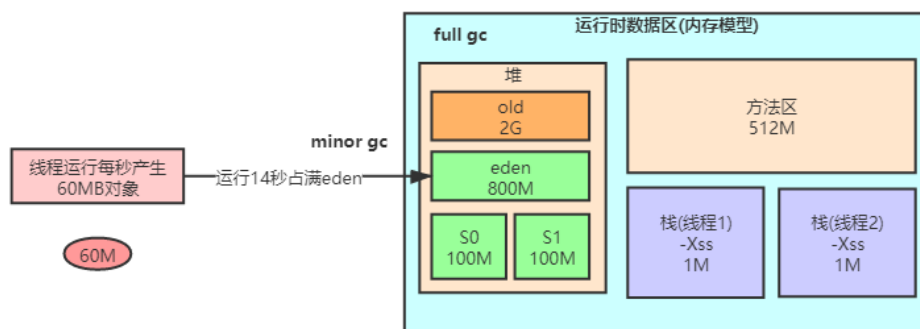 运行时数据区(内存模型)
full gc
堆
old
2G
方法区
512M
minor gc
线程运行每秒产生
60MB对象
运行14秒占满eden
eden
800M
60M
S0
100M
S1
100M
栈(线程1)
-Xss
1M
栈(线程2)
-Xss
1M